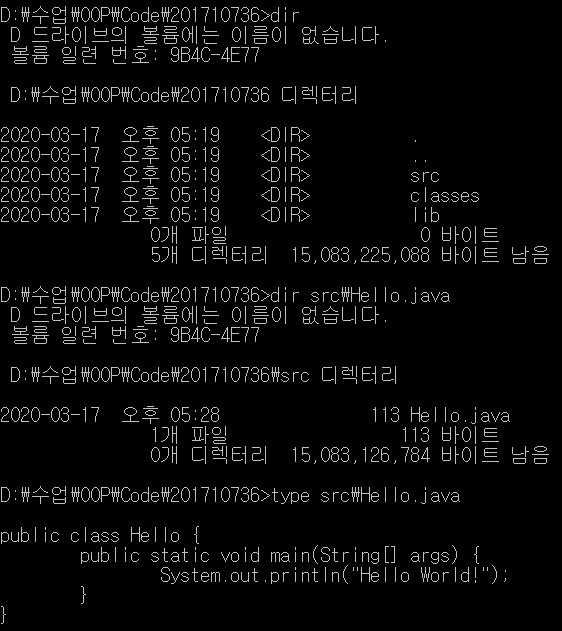 D:\수업\OOP\Code\201710736>dir
 D 드라이브의 볼륨에는 이름이 없습니다.
 볼륨 일련 번호: 9B4C-4E77

 D:\수업\OOP\Code\201710736 디렉터리

2020-03-17  오후 05:19    <DIR>          .
2020-03-17  오후 05:19    <DIR>          ..
2020-03-17  오후 05:19    <DIR>          src
2020-03-17  오후 05:19    <DIR>          classes
2020-03-17  오후 05:19    <DIR>          lib
               0개 파일                   0 바이트
               5개 디렉터리  15,083,225,088 바이트 남음

D:\수업\OOP\Code\201710736>dir src\Hello.java
 D 드라이브의 볼륨에는 이름이 없습니다.
 볼륨 일련 번호: 9B4C-4E77

 D:\수업\OOP\Code\201710736\src 디렉터리

2020-03-17  오후 05:28               113 Hello.java
               1개 파일                 113 바이트
               0개 디렉터리  15,083,126,784 바이트 남음

D:\수업\OOP\Code\201710736>type src\Hello.java

public class Hello {
        public static void main(String[] args) {
                System.out.println("Hello World!");
        }
}